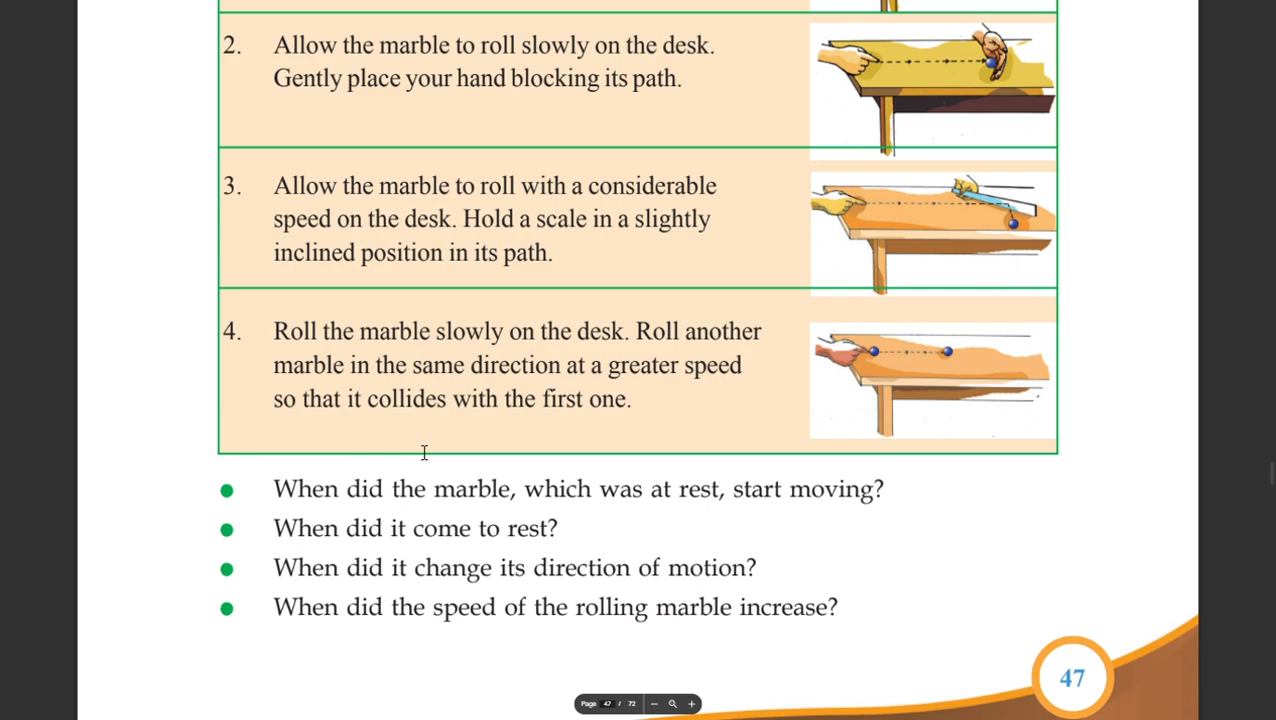 2. Allow the marble to roll slowly on the desk.
Gently place your hand blocking its path.
3. Allow the marble to roll with a considerable
speed on the desk. Hold a scale in a slightly
inclined position in its path.
4. Roll the marble slowly on the desk. Roll another
marble in the same direction at a greater speed
so that it collides with the first one.
When did the marble, which was at rest, start moving?
When did it come to rest?
When did it change its direction of motion?
When did the speed of the rolling marble increase?
47
Page 47 / 72